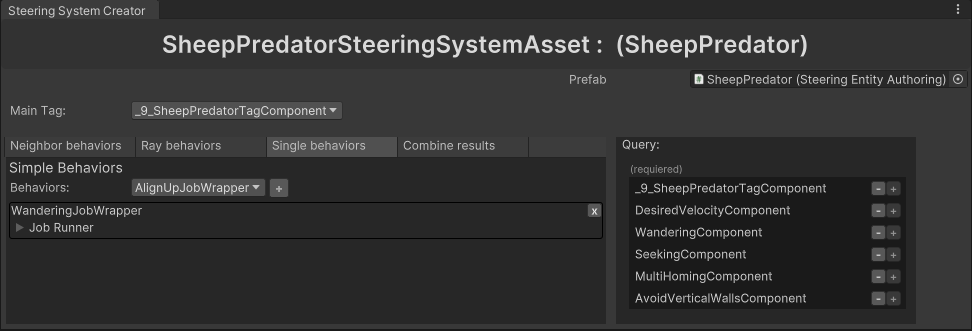 Steering System Creator
SheepPredatorSteeringSystemAsset : (SheepPredator)
Prefab
SheepPredator (Steering Entity Authoring)
Main Tag:
_9_SheepPredatorTagComponent
Neighbor behaviors
Ray behaviors
Single behaviors
Combine results
Simple Behaviors
Behaviors:
AlignUpJobWrapper
+
WanderingJobWrapper
x
Job Runner
Query:
(requiered)
_9_SheepPredatorTagComponent - +
DesiredVelocityComponent - +
WanderingComponent - +
SeekingComponent - +
MultiHomingComponent - +
AvoidVerticalWallsComponent - +